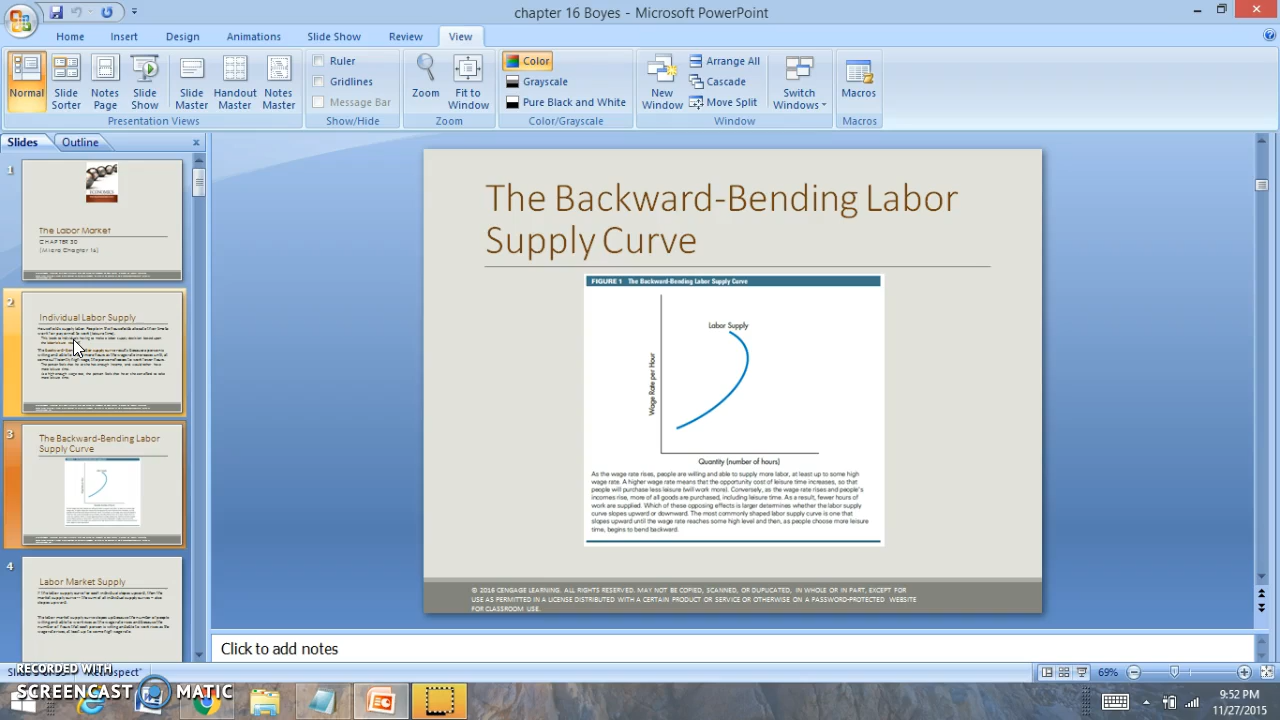 chapter 16 Boyes - Microsoft PowerPoint
Home Insert Design Animations Slide Show Review View
Normal
Slide Sorter
Notes Page
Slide Show
Slide Master
Handout Master
Notes Master
Presentation Views
Ruler
Gridlines
Message Bar
Show/Hide
Zoom
Fit to Window
Zoom
Color
Grayscale
Pure Black and White
Color/Grayscale
New Window
Arrange All
Cascade
Move Split
Switch Windows
Window
Macros
Macros
Slides Outline
1
The Labor Market
CHAPTER 30
(Micro Chapter 16)
2
Individual Labor Supply
3
The Backward-Bending Labor
Supply Curve
4
Labor Market Supply
The Backward-Bending Labor
Supply Curve
FIGURE 1 The Backward-Bending Labor Supply Curve
Labor Supply
Wage Rate per Hour
Quantity (number of hours)
As the wage rate rises, people are willing and able to supply more labor, at least up to some high
wage rate. A higher wage rate means that the opportunity cost of leisure time increases, so that
people will purchase less leisure (will work more). Conversely, as the wage rate rises and people's
incomes rise, more of all goods are purchased, including leisure time. As a result, fewer hours of
work are supplied. Which of these opposing effects is larger determines whether the labor supply
curve slopes upward or downward. The most commonly shaped labor supply curve is one that
slopes upward until the wage rate reaches some high level and then, as people choose more leisure
time, begins to bend backward.
© 2016 CENGAGE LEARNING. ALL RIGHTS RESERVED. MAY NOT BE COPIED, SCANNED, OR DUPLICATED, IN WHOLE OR IN PART, EXCEPT FOR
USE AS PERMITTED IN A LICENSE DISTRIBUTED WITH A CERTAIN PRODUCT OR SERVICE OR OTHERWISE ON A PASSWORD-PROTECTED WEBSITE
FOR CLASSROOM USE.
Click to add notes
69%
RECORDED WITH
SCREENCAST MATIC
9:52 PM
11/27/2015